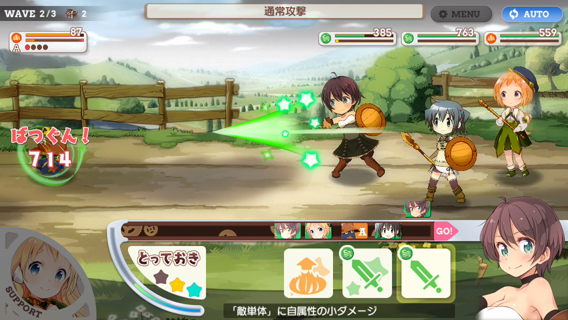 WAVE 2/3 2
通常攻撃
MENU
AUTO
87
A
385
763
559
ばつぐん!
714
A
GO!
とっておき
SUPPORT
「敵単体」に自属性の小ダメージ